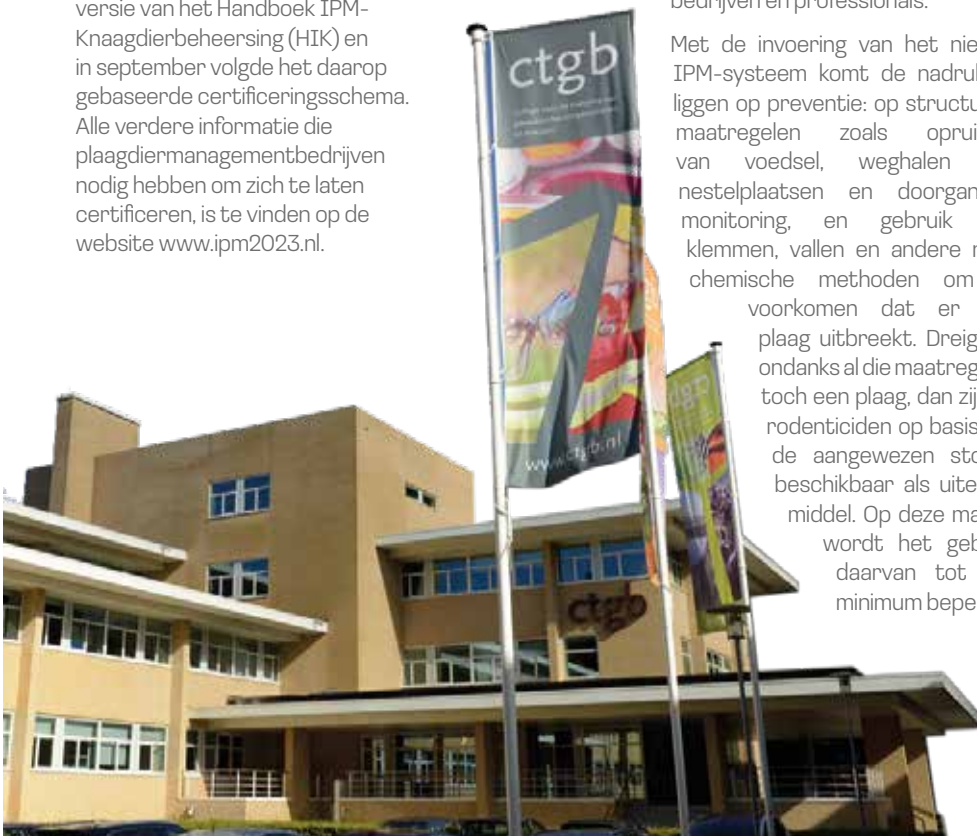 versie van het Handboek IPM-
Knaagdierbeheersing (HIK) en
in september volgde het daarop
gebaseerde certificeringsschema.
Alle verdere informatie die
plaagdiermanagementbedrijven
nodig hebben om zich te laten
certificeren, is te vinden op de
website www.ipm2023.nl.
bedrijven en professionals.
Met de invoering van het nie
IPM-systeem komt de nadru
liggen op preventie: op structu
maatregelen zoals oprui
van voedsel, weghalen
nestelplaatsen en doorgan
monitoring, en gebruik
klemmen, vallen en andere n
chemische methoden om
voorkomen dat er
plaag uitbreekt. Dreig
ondanks al die maatreg
toch een plaag, dan zij
rodenticiden op basis
de aangewezen sto
beschikbaar als uite
middel. Op deze ma
wordt het geb
daarvan tot
minimum bepe
ctgb
www.ctgb.nl
ctgb
ctgb